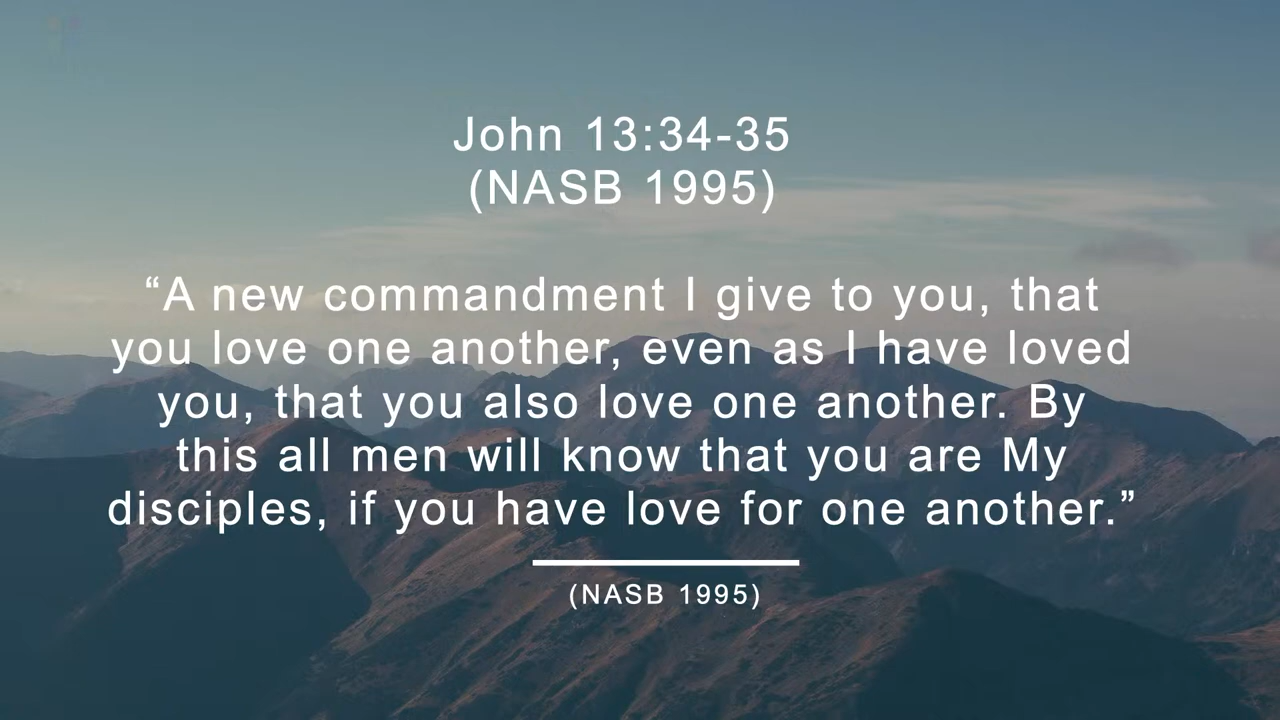 John 13:34-35
(NASB 1995)
“A new commandment I give to you, that
you love one another, even as I have loved
you, that you also love one another. By
this all men will know that you are My
disciples, if you have love for one another.”
(NASB 1995)